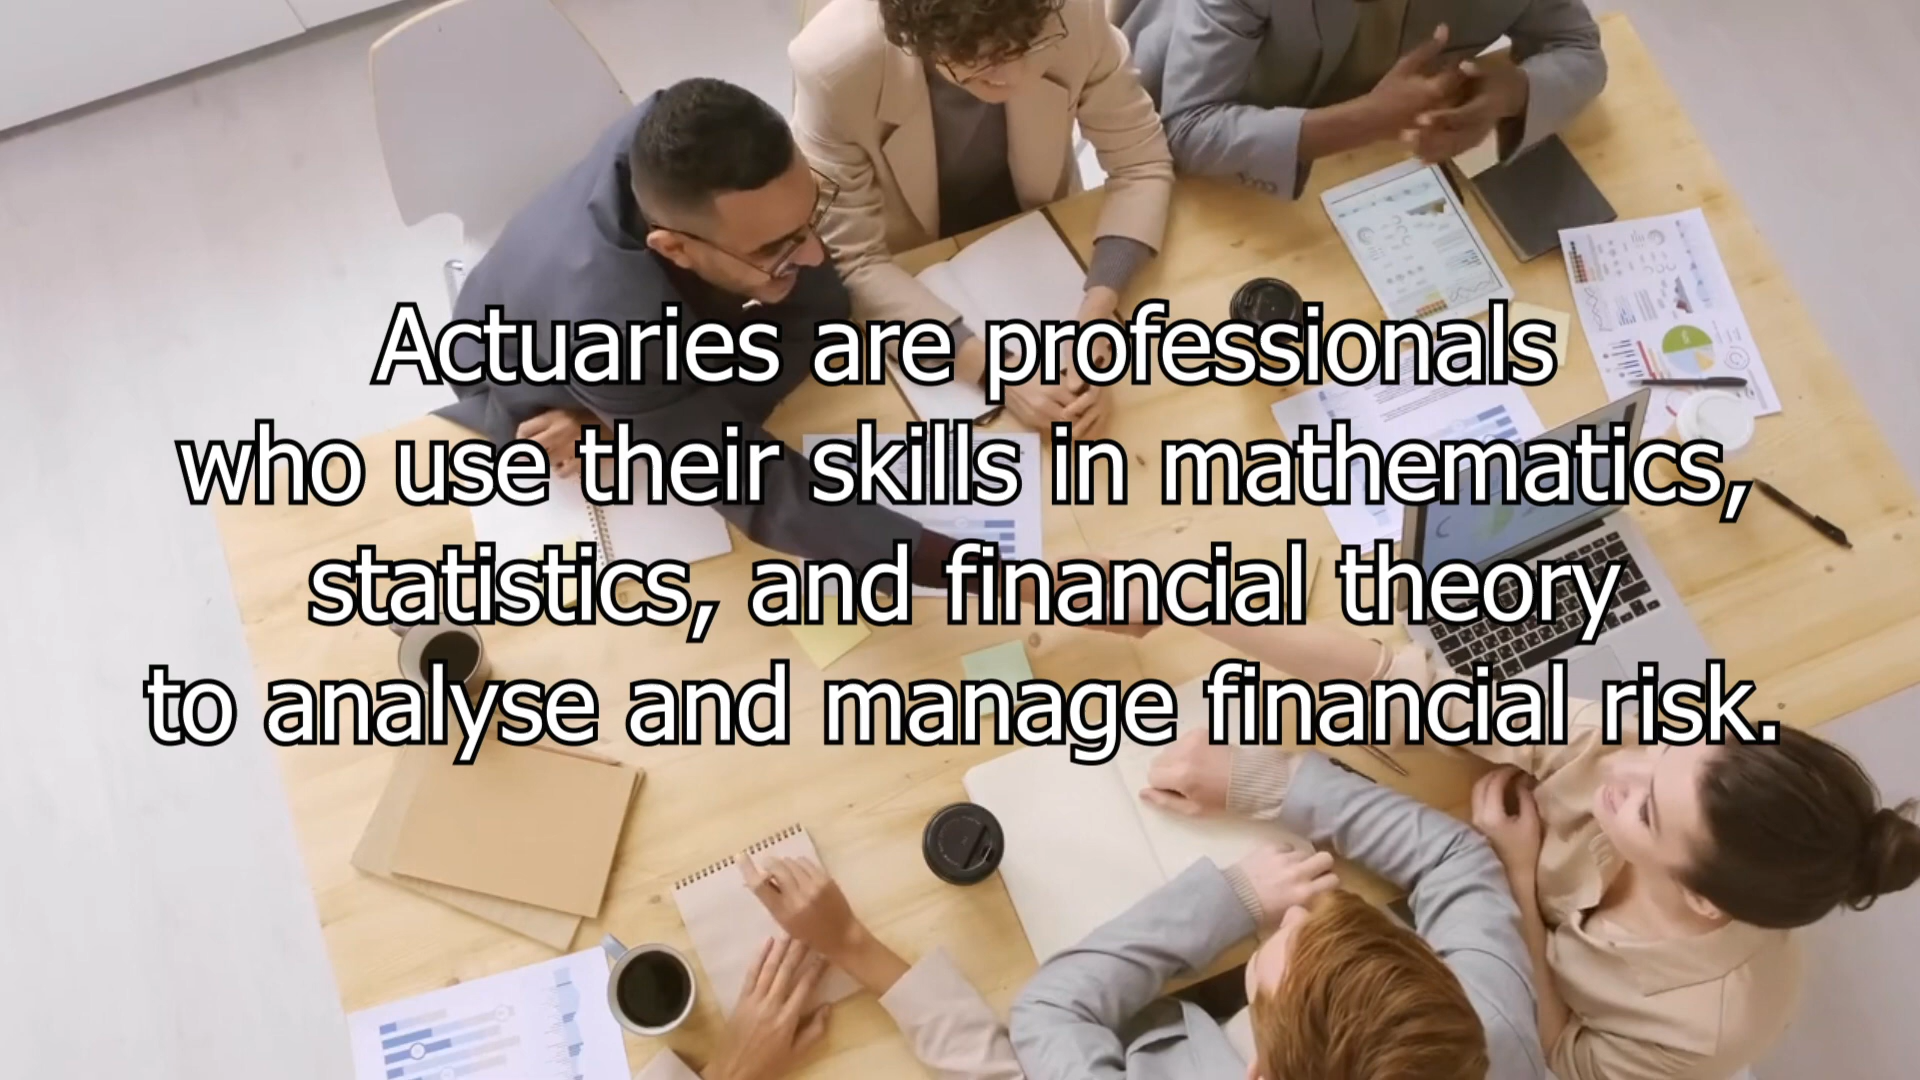 Actuaries are professionals
who use their skills in mathematics,
statistics, and financial theory
to analyse and manage financial risk.